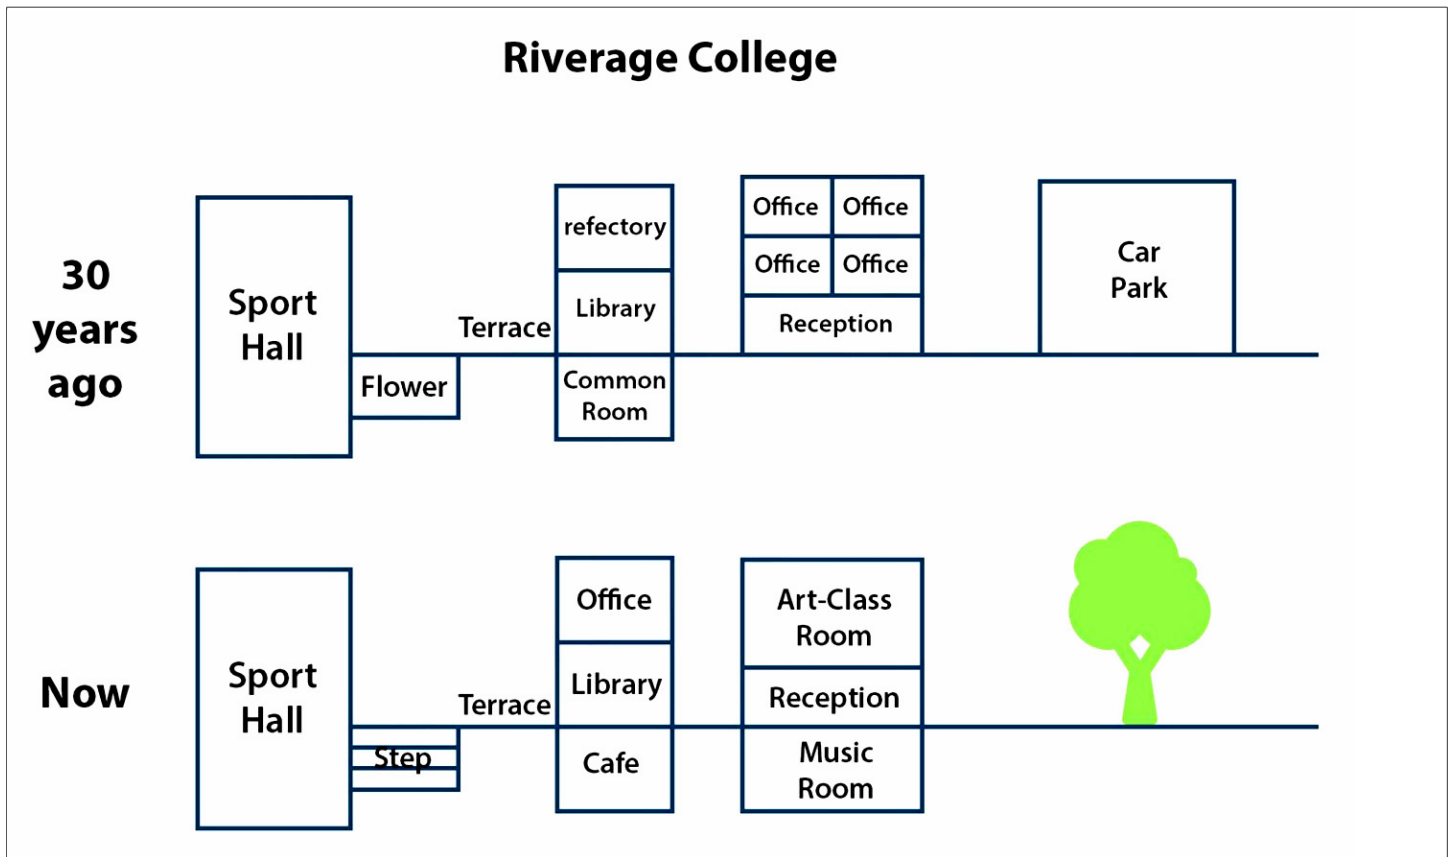 Riverage College
30
years
ago
Sport
Hall
Flower
Terrace
refectory
Library
Common
Room
Office Office
Office Office
Reception
Car
Park
Now
Sport
Hall
Step
Terrace
Office
Library
Cafe
Art-Class
Room
Reception
Music
Room